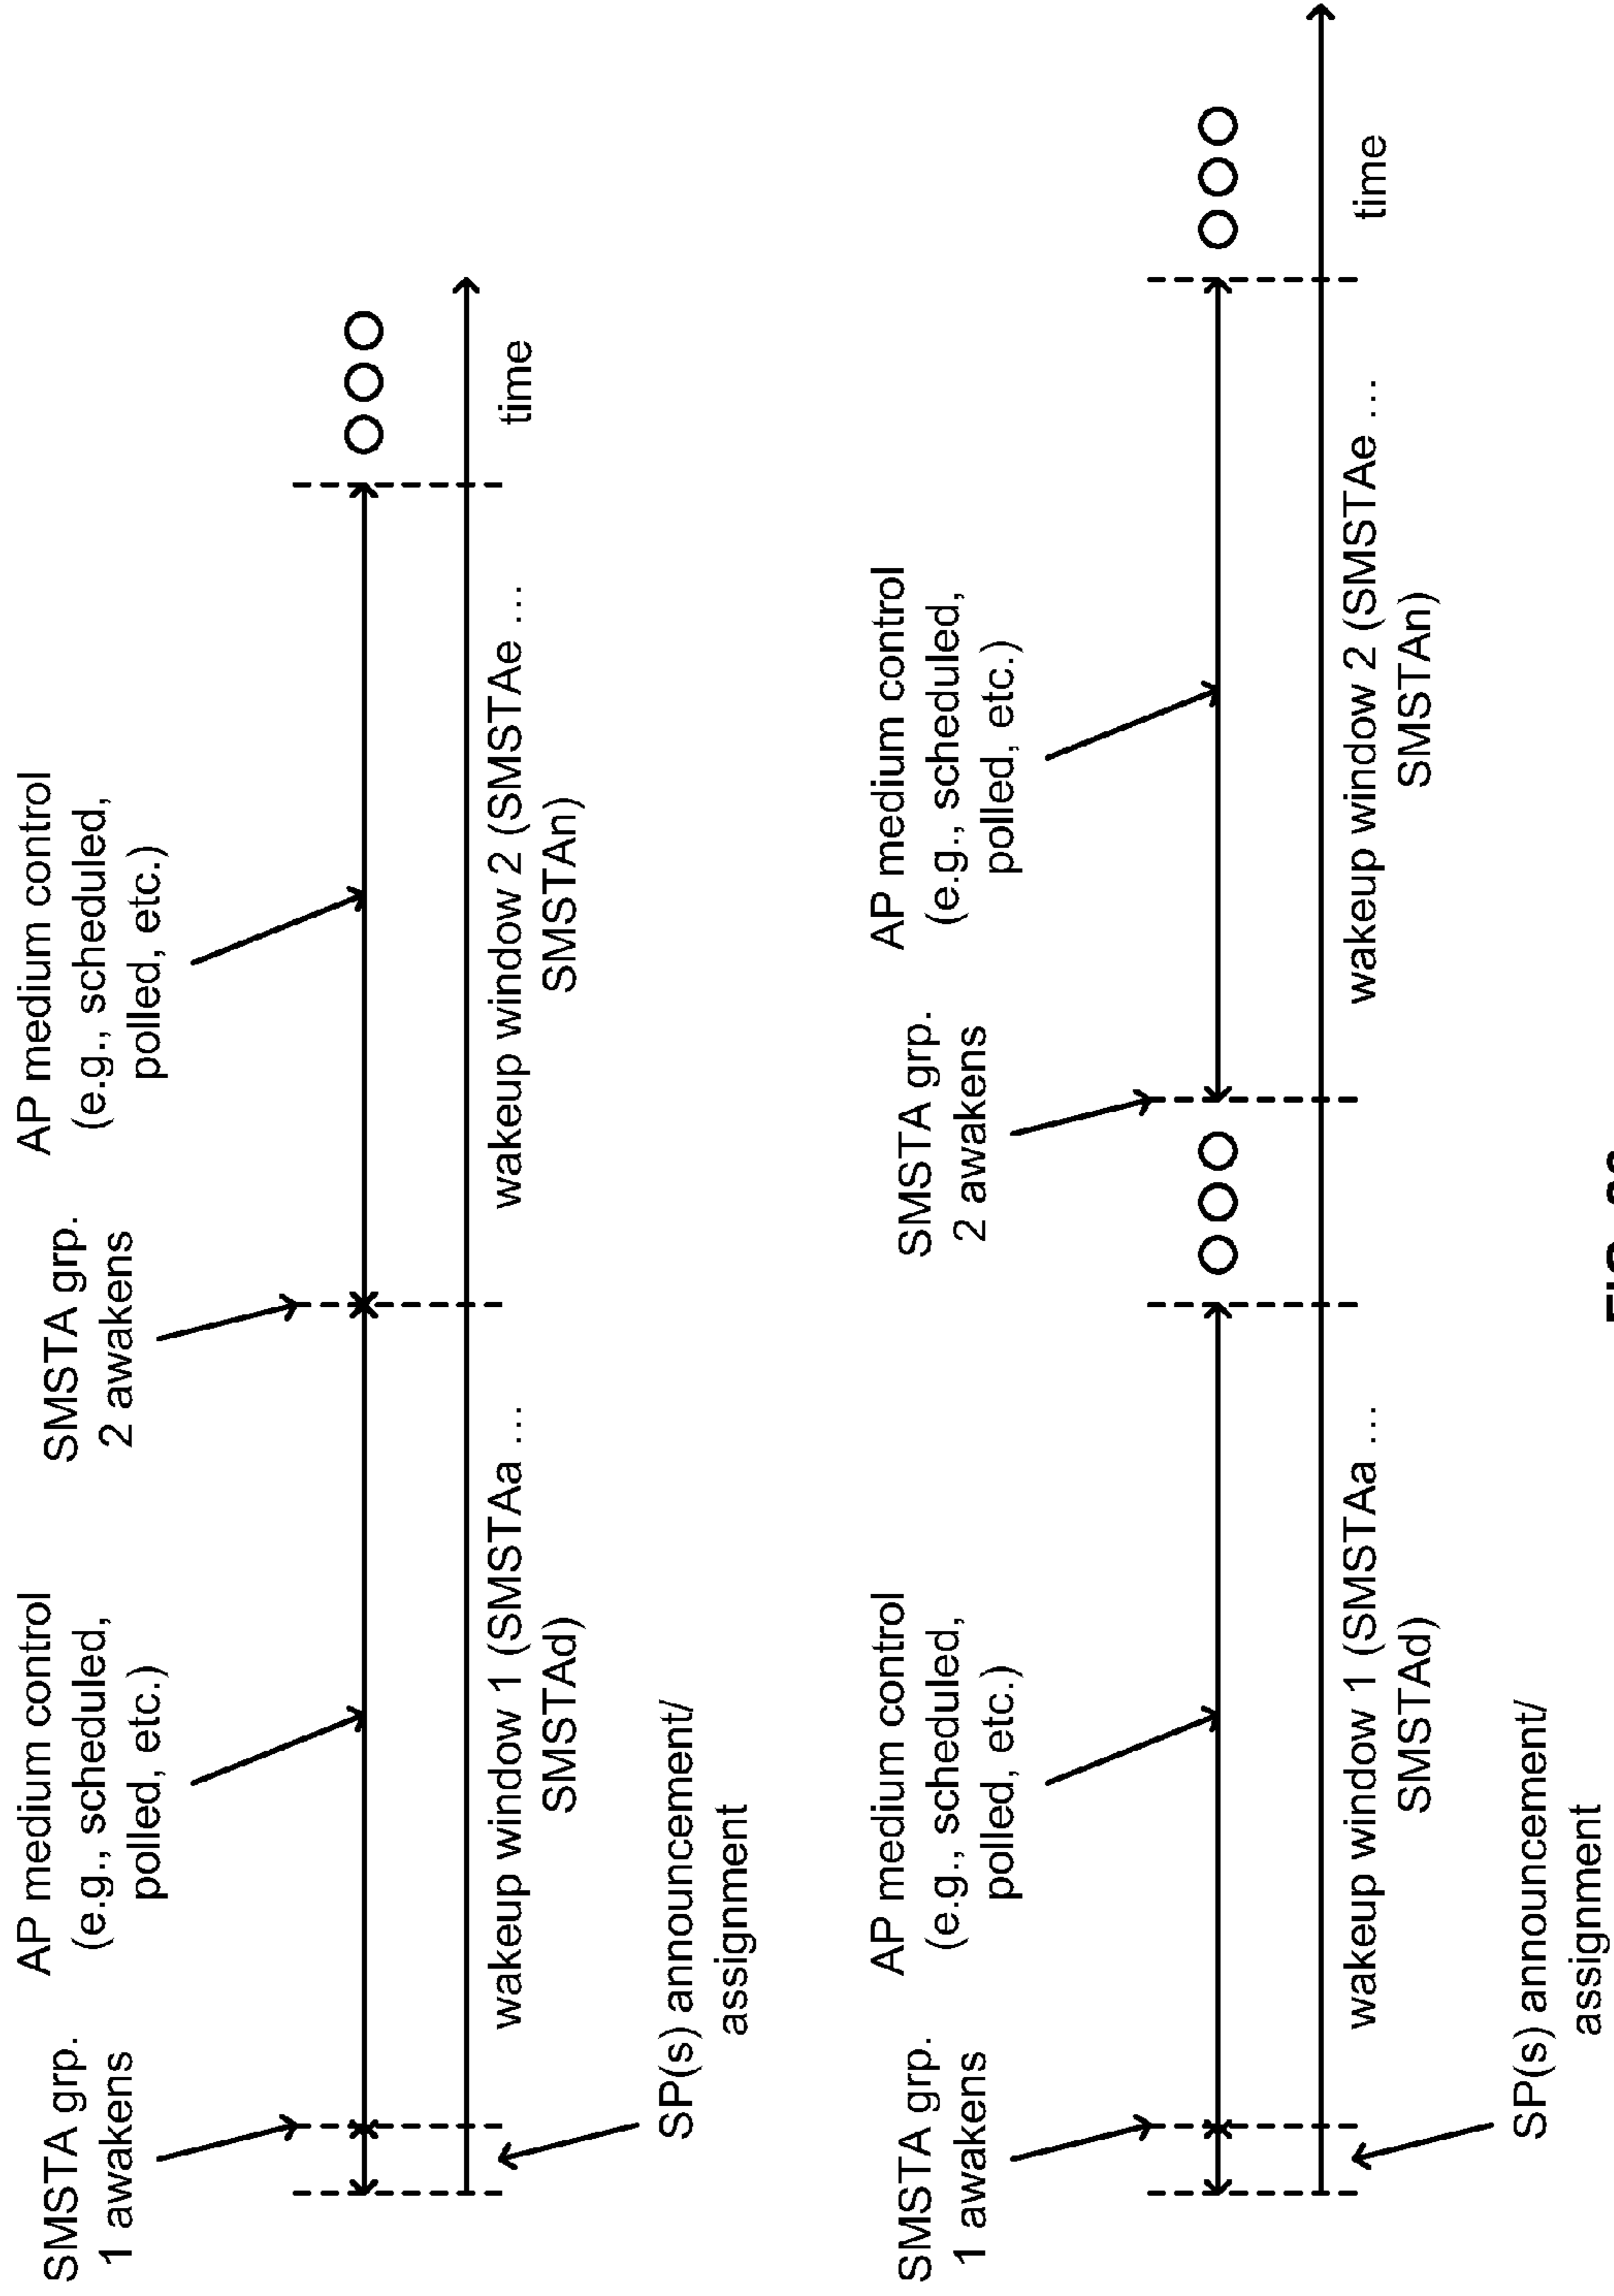 SMSTA grp.
1 awakens
AP medium control
(e.g., scheduled,
polled, etc.)
SMSTA grp.
2 awakens
AP medium control
(e.g., scheduled,
polled, etc.)
wakeup window 1 (SMSTAa ...
SMSTAd)
wakeup window 2 (SMSTAe ...
SMSTAn)
time
SP(s) announcement/
assignment
SMSTA grp.
1 awakens
AP medium control
(e.g., scheduled,
polled, etc.)
SMSTA grp.
2 awakens
AP medium control
(e.g., scheduled,
polled, etc.)
wakeup window 1 (SMSTAa ...
SMSTAd)
wakeup window 2 (SMSTAe ...
SMSTAn)
time
SP(s) announcement/
assignment
FIG.